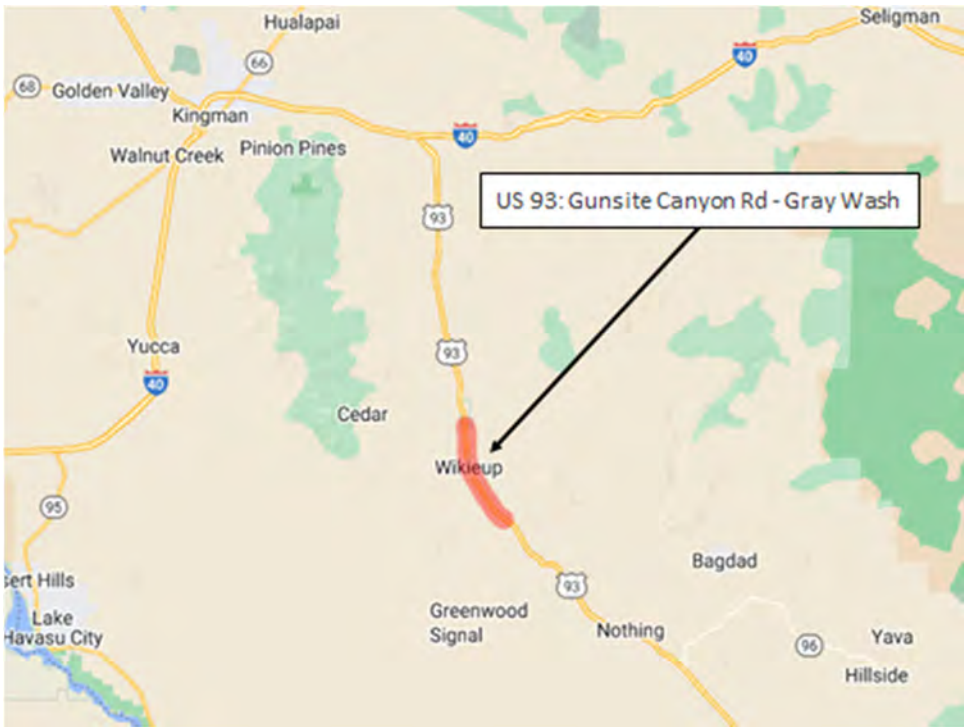 Hualapai
Seligman
66
40
68
Golden Valley
Kingman
40
Walnut Creek
Pinion Pines
US 93: Gunsite Canyon Rd - Gray Wash
93
Yucca
93
40
Cedar
Wikieup
95
Bagdad
sert Hills
93
Lake
Havasu City
Greenwood
Signal
Nothing
96
Yava
Hillside